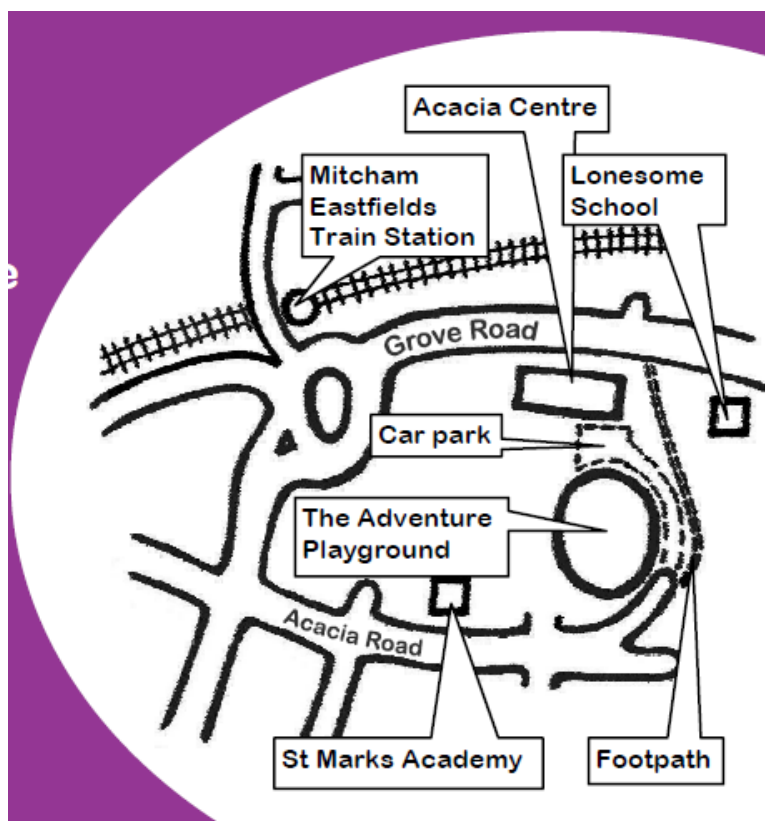 Acacia Centre
Mitcham
Eastfields
Train Station
Lonesome
School
e
Grove Road
Car park
The Adventure
Playground
Acacia Road
St Marks Academy
Footpath